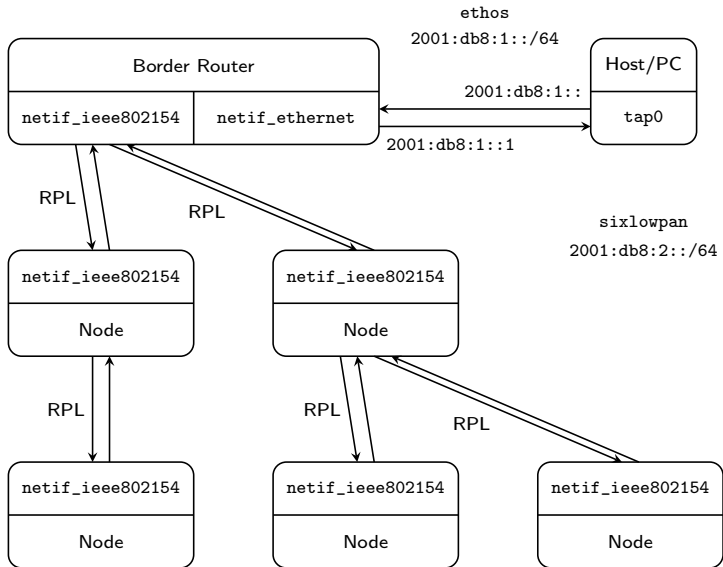 ethos
2001:db8:1::/64
Border Router
Host/PC
2001:db8:1::
netif_ieee802154
netif_ethernet
tap0
2001:db8:1::1
RPL
RPL
sixlowpan
2001:db8:2::/64
netif_ieee802154
netif_ieee802154
Node
Node
RPL
RPL
RPL
netif_ieee802154
netif_ieee802154
netif_ieee802154
Node
Node
Node